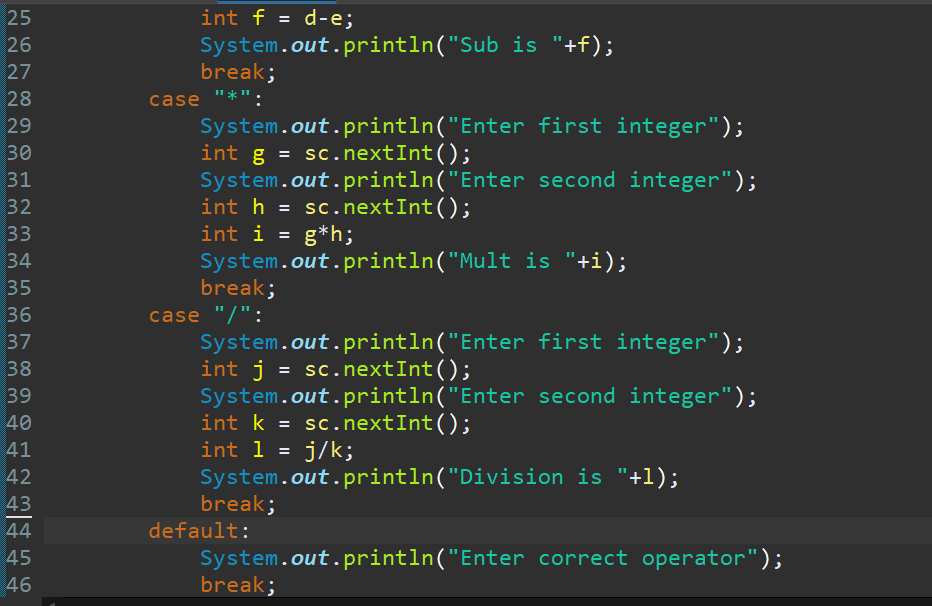 25 int f = d-e;
26 System.out.println("Sub is "+f);
27 break;
28 case "*":
29 System.out.println("Enter first integer");
30 int g = sc.nextInt();
31 System.out.println("Enter second integer");
32 int h = sc.nextInt();
33 int i = g*h;
34 System.out.println("Mult is "+i);
35 break;
36 case "/":
37 System.out.println("Enter first integer");
38 int j = sc.nextInt();
39 System.out.println("Enter second integer");
40 int k = sc.nextInt();
41 int l = j/k;
42 System.out.println("Division is "+l);
43 break;
44 default:
45 System.out.println("Enter correct operator");
46 break;